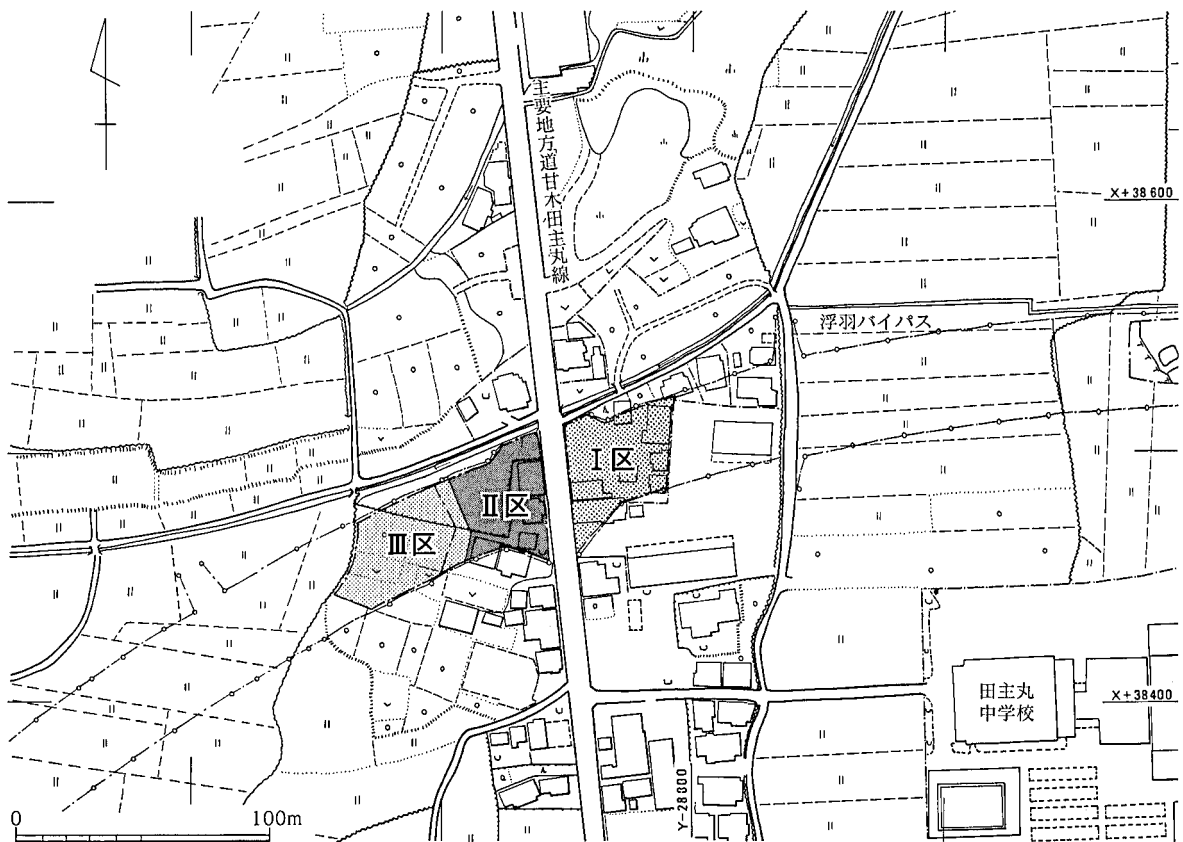 主要地方道甘木田主丸線
X+38600
浮羽バイパス
Ⅰ区
Ⅱ区
Ⅲ区
田主丸
中学校
X+38400
Y-28800
0
100m